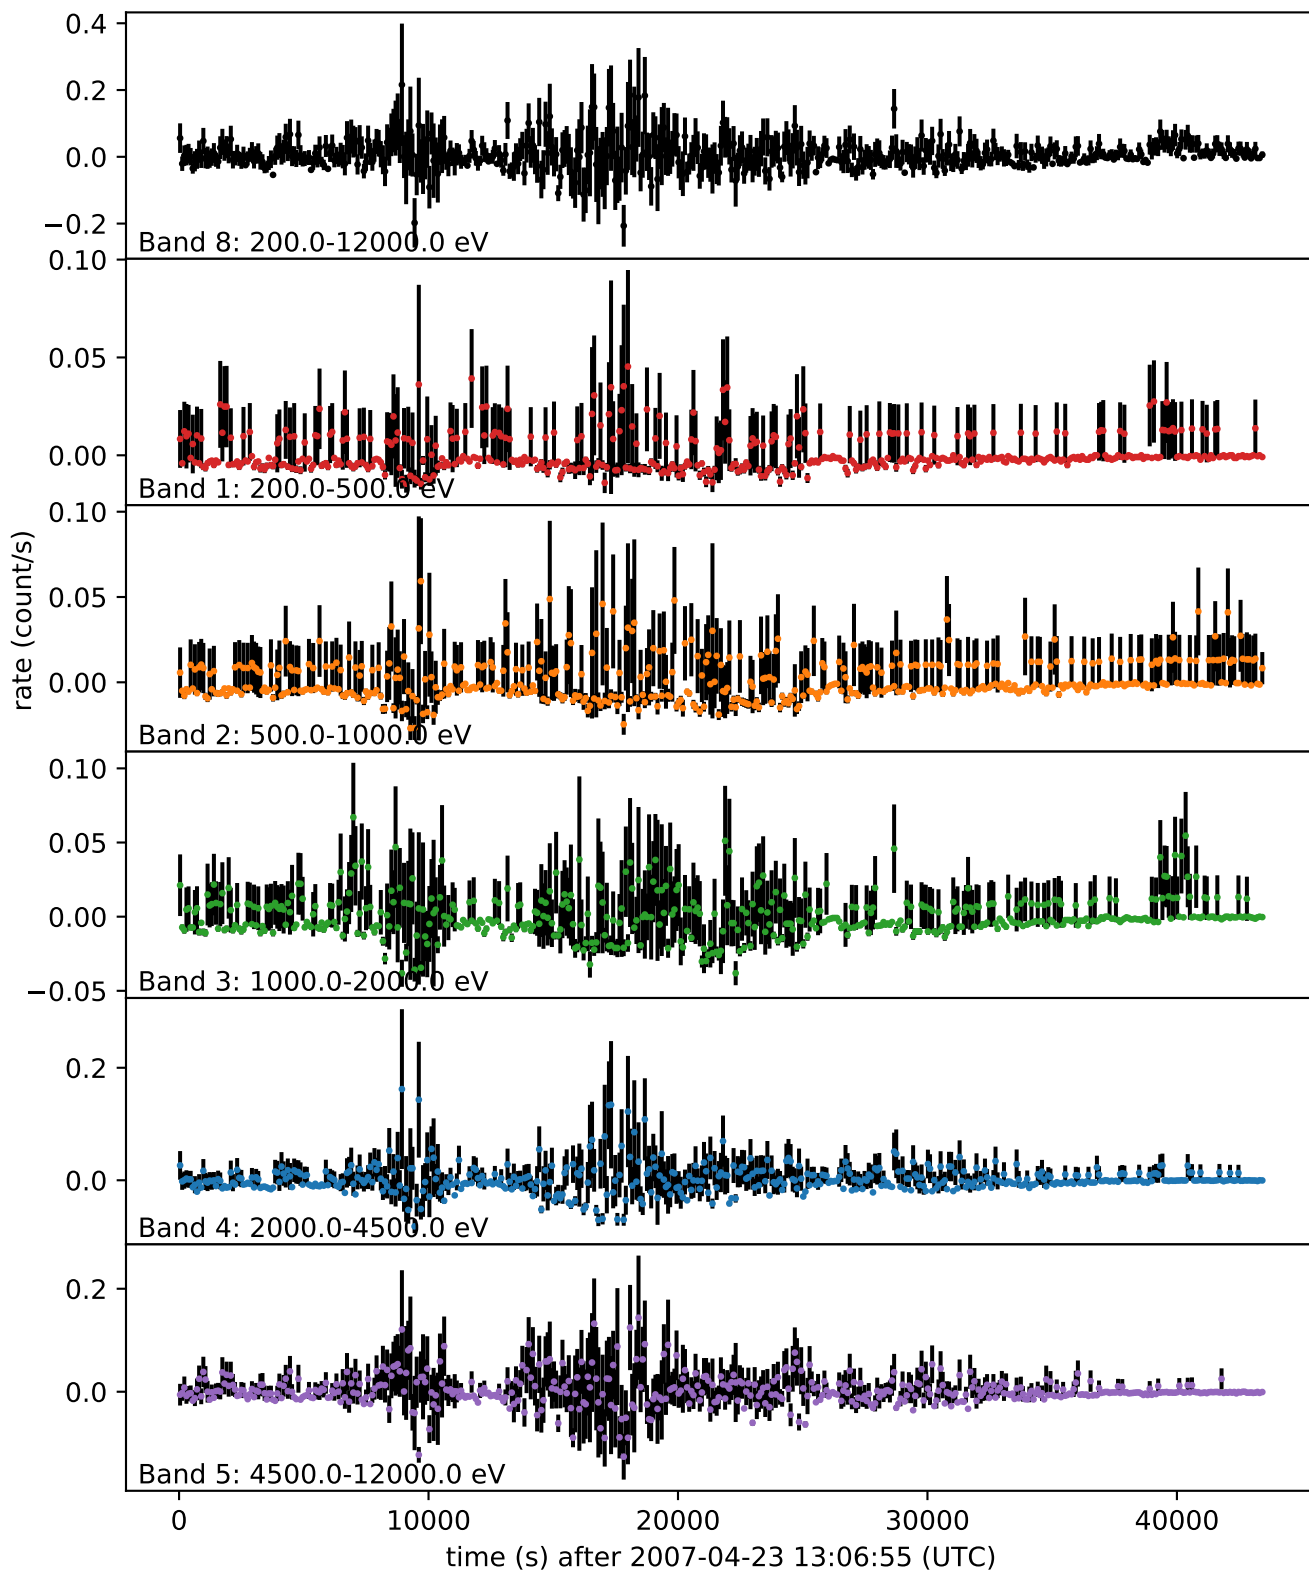 0.4
0.2
0.0
−0.2
Band 8: 200.0-12000.0 eV
0.10
0.05
0.00
Band 1: 200.0-500.0 eV
0.10
0.05
0.00
Band 2: 500.0-1000.0 eV
rate (count/s)
0.10
0.05
0.00
−0.05
Band 3: 1000.0-2000.0 eV
0.2
0.0
Band 4: 2000.0-4500.0 eV
0.2
0.0
Band 5: 4500.0-12000.0 eV
0 10000 20000 30000 40000
time (s) after 2007-04-23 13:06:55 (UTC)